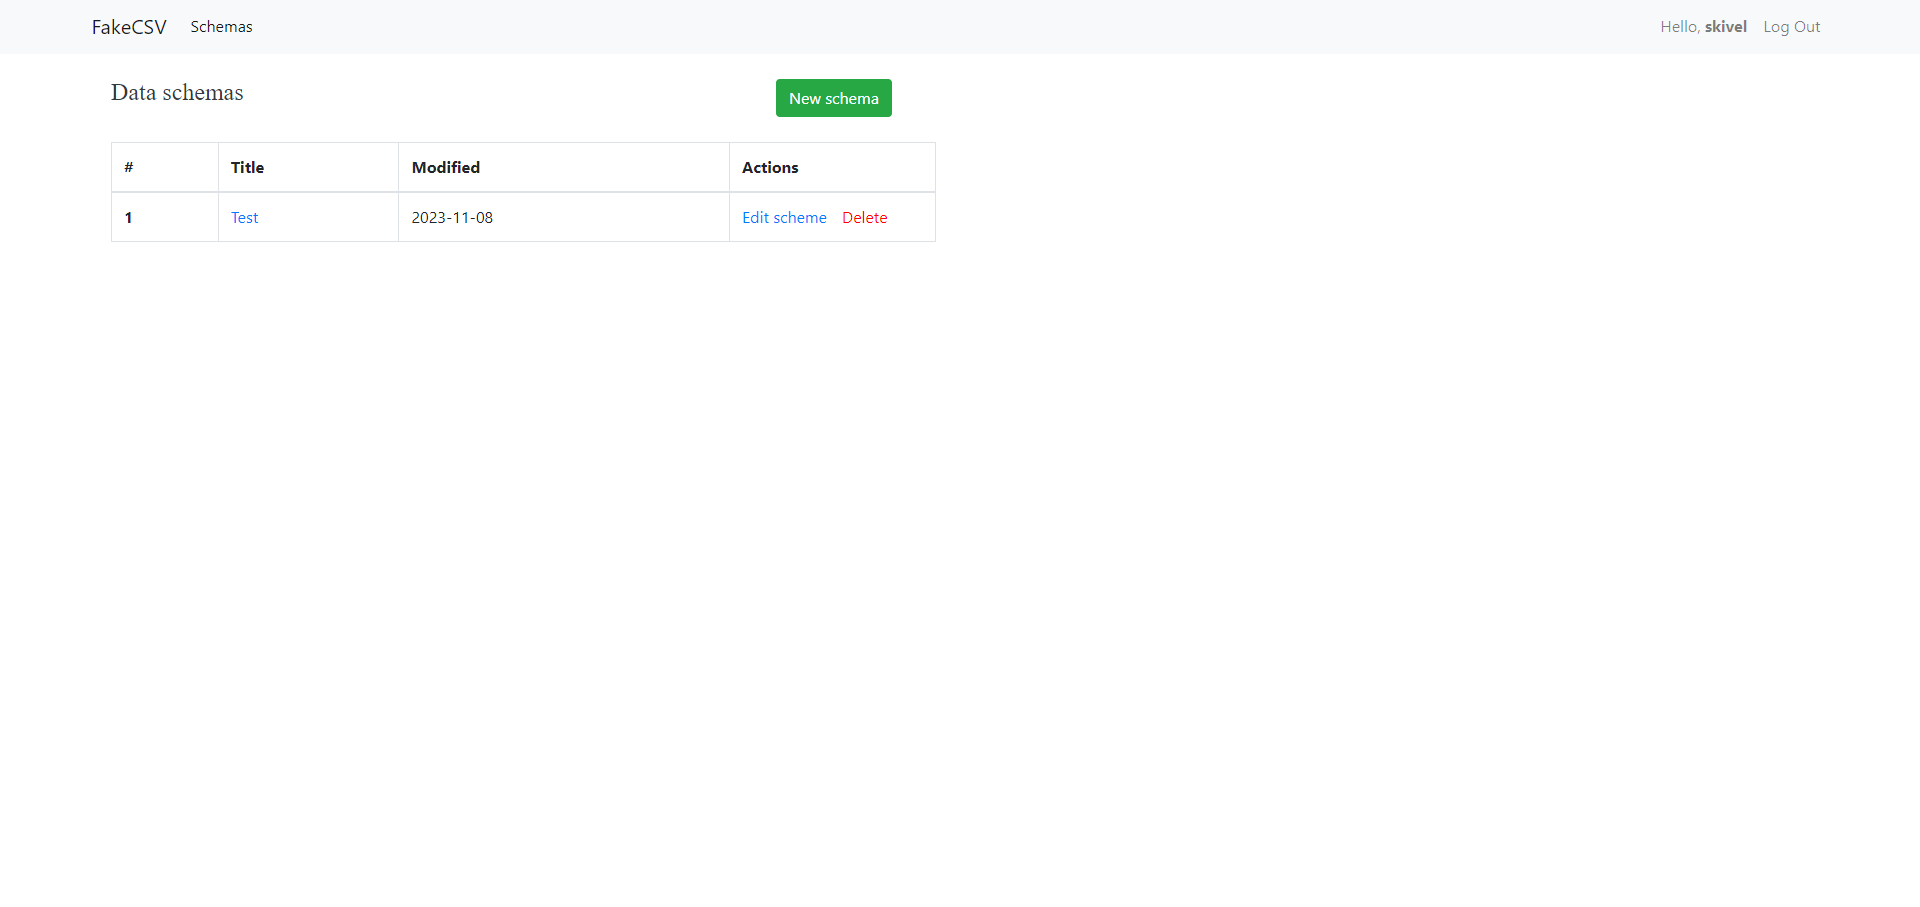 FakeCSV Schemas Hello, skivel Log Out
Data schemas New schema
# Title Modified Actions
1 Test 2023-11-08 Edit scheme Delete